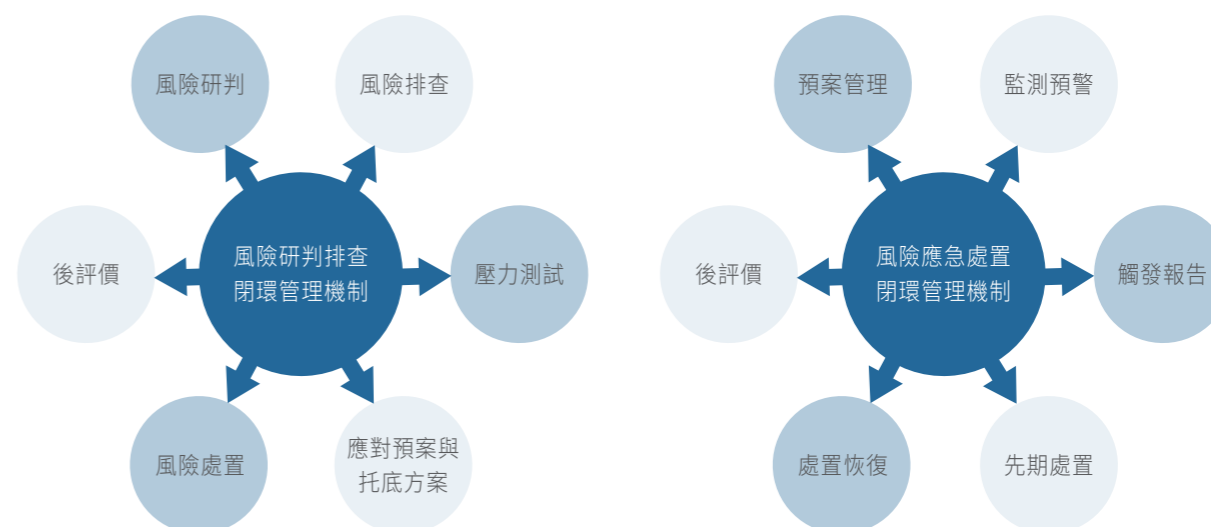 風險研判
風險排查
後評價
風險研判排查
閉環管理機制
壓力測試
風險處置
應對預案與
托底方案
預案管理
監測預警
後評價
風險應急處置
閉環管理機制
觸發報告
處置恢復
先期處置